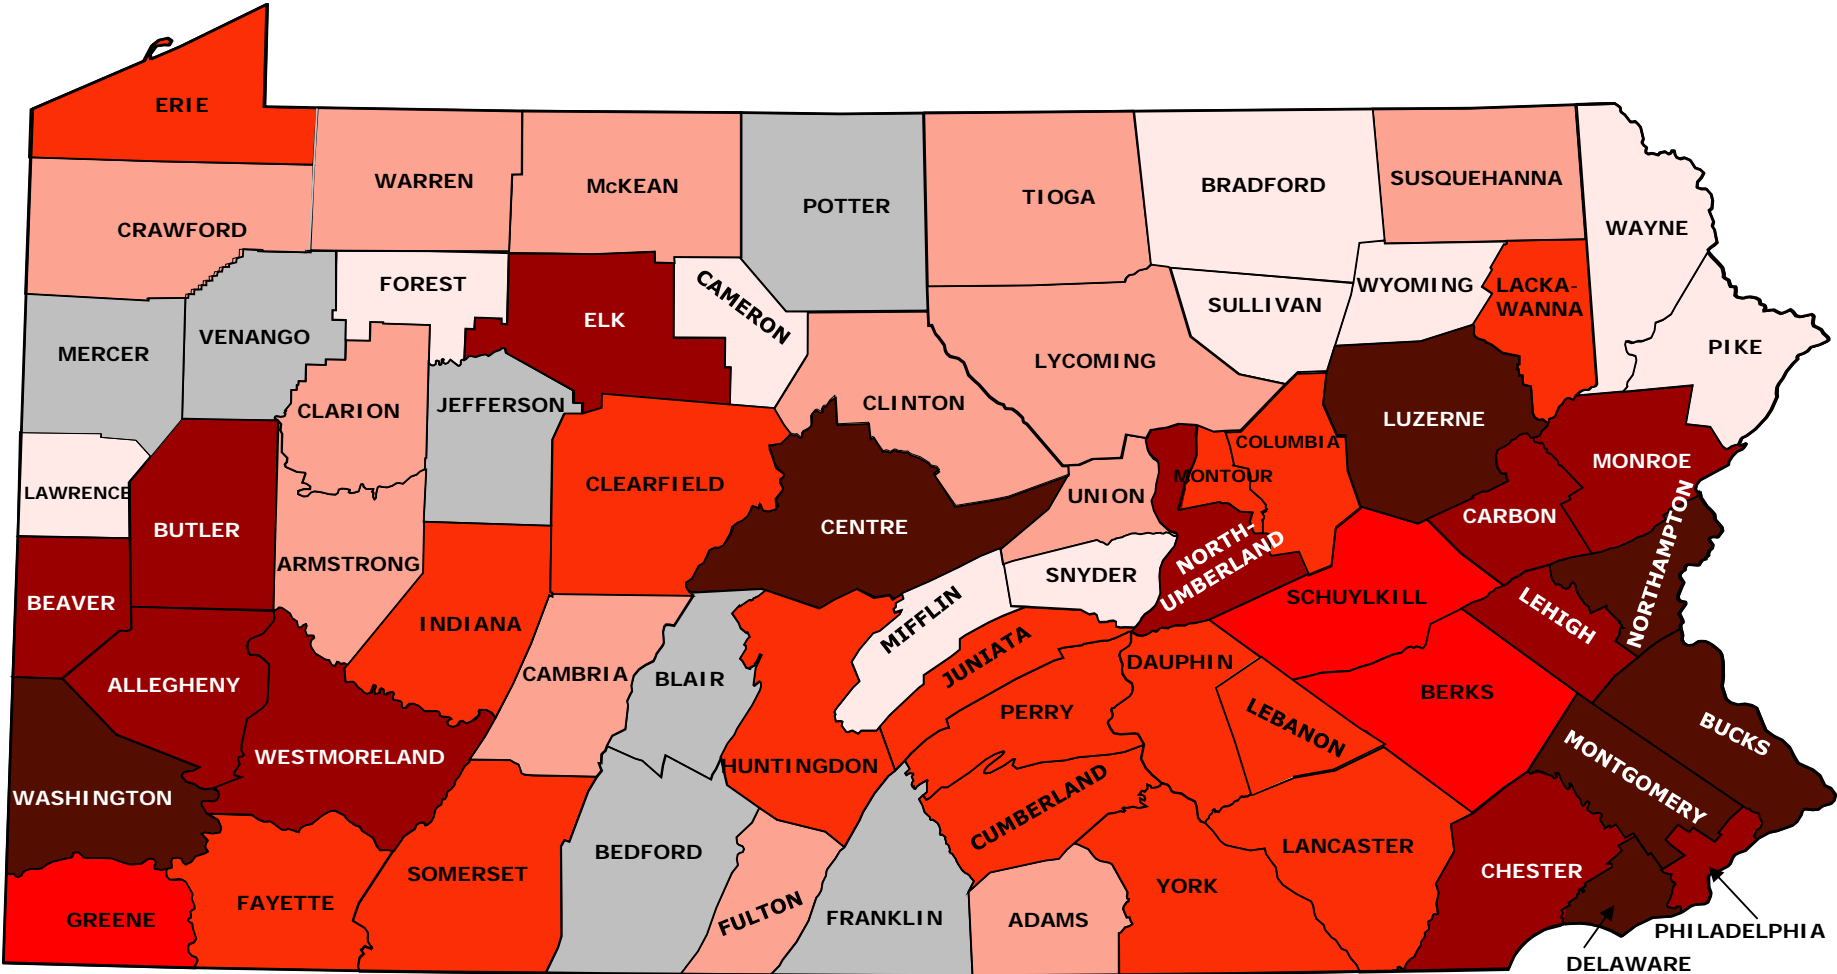 ERIE
WARREN
McKEAN
POTTER
TIOGA
BRADFORD
SUSQUEHANNA
WAYNE
CRAWFORD
FOREST
CAMERON
SULLIVAN
WYOMING
LACKA-
WANNA
MERCER
VENANGO
ELK
LYCOMING
PIKE
CLARION
JEFFERSON
CLINTON
LUZERNE
COLUMBIA
MONTOUR
MONROE
LAWRENCE
BUTLER
CLEARFIELD
CENTRE
UNION
CARBON
NORTHAMPTON
ARMSTRONG
SNYDER
NORTH-
UMBERLAND
BEAVER
INDIANA
MIFFLIN
SCHUYLKILL
LEHIGH
ALLEGHENY
CAMBRIA
BLAIR
JUNIATA
DAUPHIN
BERKS
PERRY
LEBANON
BUCKS
WESTMORELAND
HUNTINGDON
MONTGOMERY
WASHINGTON
CUMBERLAND
BEDFORD
LANCASTER
SOMERSET
CHESTER
YORK
GREENE
FAYETTE
FULTON
FRANKLIN
ADAMS
PHILADELPHIA
DELAWARE